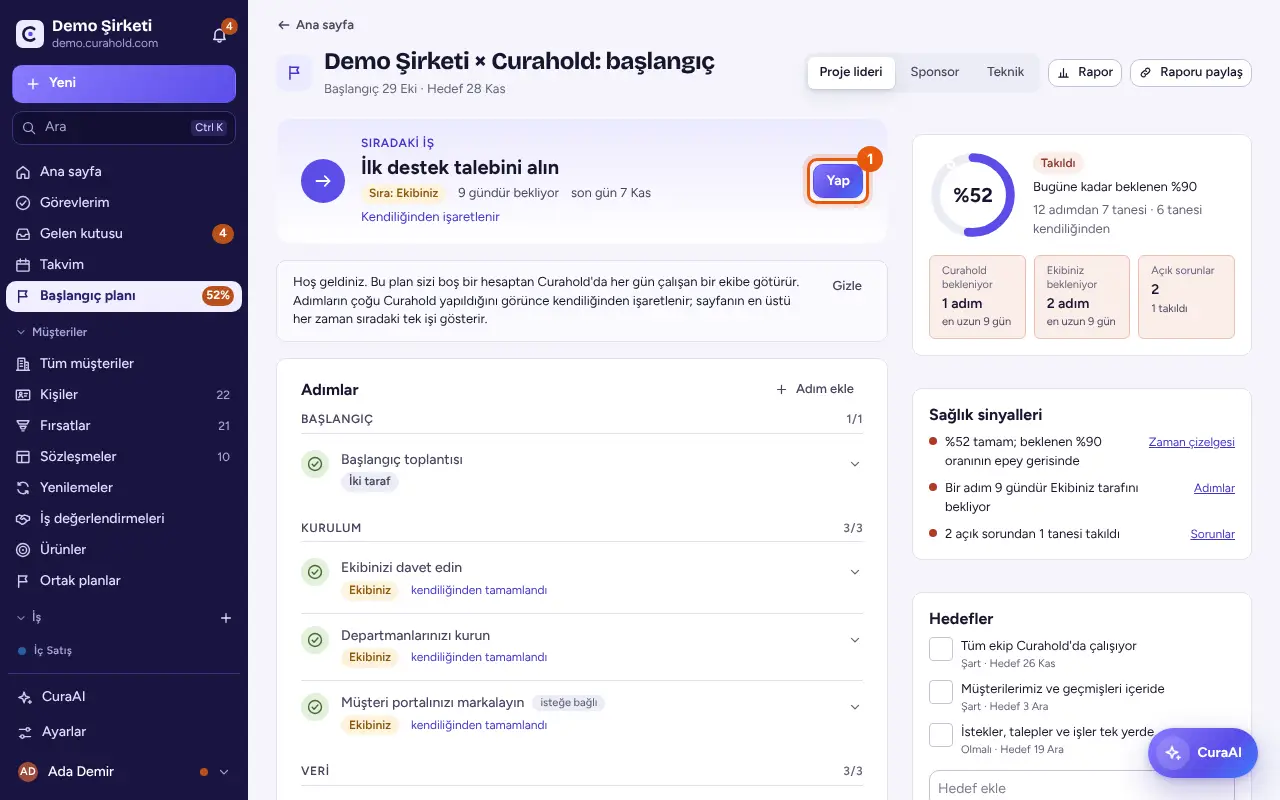 Demo Şirketi
demo.curahold.com
4
Yeni
Ara
Ctrl K
Ana sayfa
Görevlerim
Gelen kutusu
4
Takvim
Başlangıç planı
52%
Müşteriler
Tüm müşteriler
Kişiler
22
Fırsatlar
21
Sözleşmeler
10
Yenilemeler
İş değerlendirmeleri
Ürünler
Ortak planlar
İş
İç Satış
CuraAI
Ayarlar
AD
Ada Demir
← Ana sayfa
Demo Şirketi × Curahold: başlangıç
Başlangıç 29 Eki · Hedef 28 Kas
Proje lideri
Sponsor
Teknik
Rapor
Raporu paylaş
SIRADAKİ İŞ
İlk destek talebini alın
Sıra: Ekibiniz
9 gündür bekliyor
son gün 7 Kas
Kendiliğinden işaretlenir
Yap
1
Hoş geldiniz. Bu plan sizi boş bir hesaptan Curahold'da her gün çalışan bir ekibe götürür.
Adımların çoğu Curahold yapıldığını görünce kendiliğinden işaretlenir; sayfanın en üstü
her zaman sıradaki tek işi gösterir.
Gizle
Adımlar
Adım ekle
BAŞLANGIÇ
1/1
Başlangıç toplantısı
İki taraf
KURULUM
3/3
Ekibinizi davet edin
Ekibiniz
kendiliğinden tamamlandı
Departmanlarınızı kurun
Ekibiniz
kendiliğinden tamamlandı
Müşteri portalınızı markalayın
isteğe bağlı
Ekibiniz
kendiliğinden tamamlandı
VERİ
3/3
%52
Takıldı
Bugüne kadar beklenen %90
12 adımdan 7 tanesi · 6 tanesi
kendiliğinden
Curahold
bekleniyor
1 adım
en uzun 9 gün
Ekibiniz
bekleniyor
2 adım
en uzun 9 gün
Açık sorunlar
2
1 takıldı
Sağlık sinyalleri
%52 tamam; beklenen %90
oranının epey gerisinde
Zaman çizelgesi
Bir adım 9 gündür Ekibiniz tarafını
bekliyor
Adımlar
2 açık sorundan 1 tanesi takıldı
Sorunlar
Hedefler
Tüm ekip Curahold'da çalışıyor
Şart · Hedef 26 Kas
Müşterilerimiz ve geçmişleri içeride
Şart · Hedef 3 Ara
İstekler, talepler ve işler tek yerde
Olmalı · Hedef 19 Ara
Hedef ekle
CuraAI